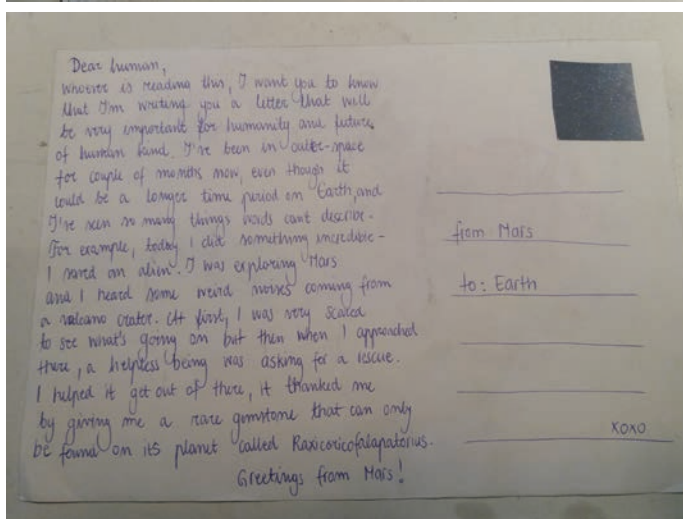 Dear human,
whoever is reading this, I want you to know
that I'm writing you a letter that will
be very important for humanity and future
of human kind. I've been in outer-space
for couple of months now, even though it
could be a longer time period on Earth, and
I've seen so many things words cant describe.
For example, today I did something incredible -
I saved an alien. I was exploring Mars
and I heard some weird noises coming from
a volcano crater. At first, I was very scared
to see what's going on but then when I approached
there, a helpless being was asking for a rescue.
I helped it get out of there, it thanked me
by giving me a rare gemstone that can only
be found on its planet called Raxicoricofalapatorius.
Greetings from Mars!
from Mars
to: Earth
xoxo